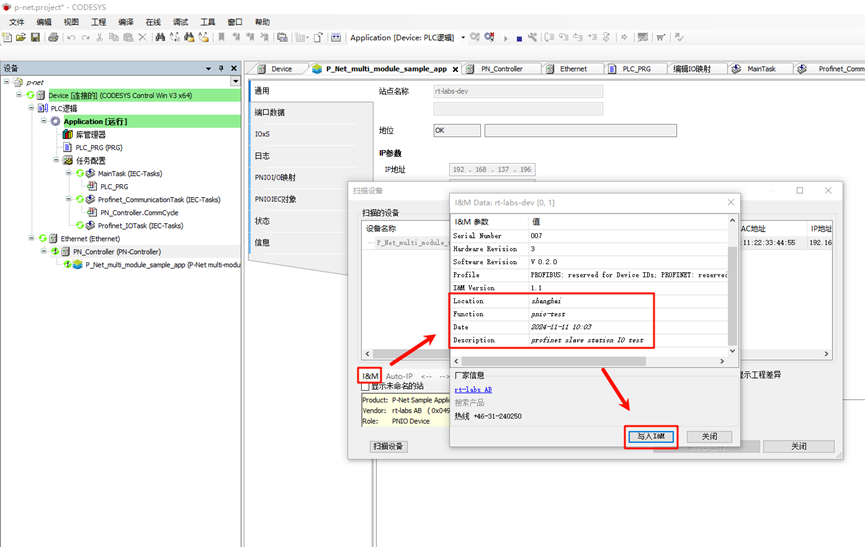 p-net.project* - CODESYS
文件 编辑 视图 工程 编译 在线 调试 工具 窗口 帮助
Application [Device: PLC逻辑]
设备
p-net
Device [连接的] (CODESYS Control Win V3 x64)
PLC逻辑
Application [运行]
库管理器
PLC_PRG (PRG)
任务配置
MainTask (IEC-Tasks)
PLC_PRG
Profinet_CommunicationTask (IEC-Tasks)
PN_Controller.CommCycle
Profinet_IOTask (IEC-Tasks)
Ethernet (Ethernet)
PN_Controller (PN-Controller)
P_Net_multi_module_sample_app (P-Net multi-modu
Device P_Net_multi_module_sample_app PN_Controller Ethernet PLC_PRG 编辑IO映射 MainTask Profinet_Comm
通用
端口数据
IOxS
日志
PNIOI/O映射
PNIOIEC对象
状态
信息
站点名称 rt-labs-dev
地位 OK
IP参数
IP地址 192 . 168 . 137 . 196
扫描设备
扫描的设备
设备名称
P_Net_multi_module_
AC地址 IP地址
:11:22:33:44:55 192.16
I&M Auto-IP <-- -->
显示未命名的站
显示工程差异
Product: P-Net Sample Applic
Vendor: rt-labs AB (0x049
Role: PNIO Device
扫描设备
关闭
I&M Data: rt-labs-dev [0, 1]
I&M 参数 值
Serial Number 007
Hardware Revision 3
Software Revision V 0.2.0
Profile PROFIBUS: reserved for Device IDs; PROFINET: reserved
I&M Version 1.1
Location shanghai
Function pnio-test
Date 2024-11-11 10:03
Description profinet slave station IO test
厂家信息
rt-labs AB
搜索产品
热线 +46-31-240250
写入I&M
关闭